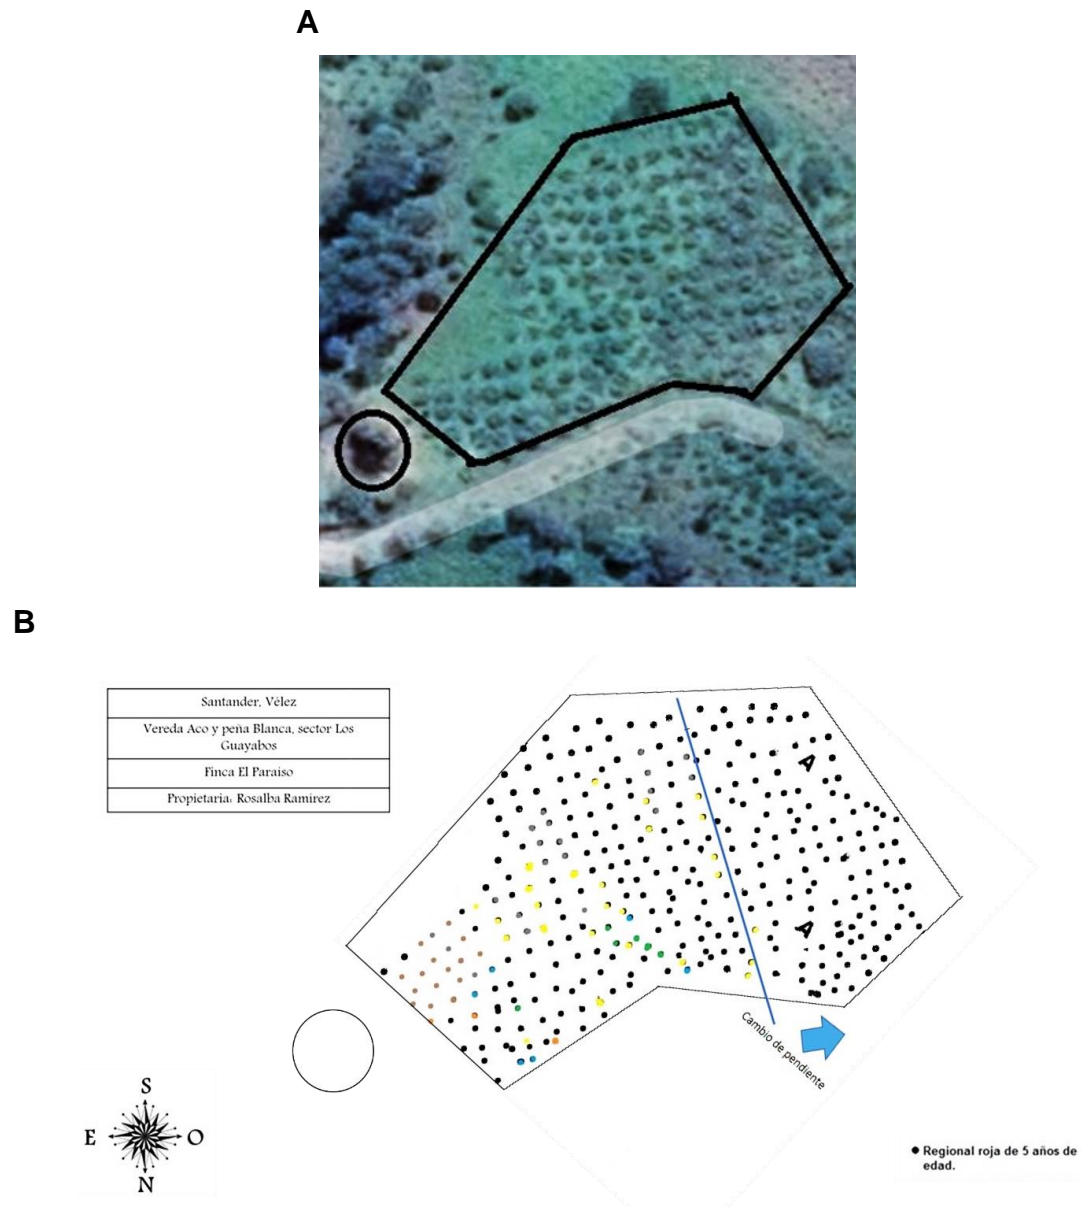 A
B
Santander, Vélez
Vereda Aco y peña Blanca, sector Los
Guayabos
Finca El Paraiso
Propietaria: Rosalba Ramirez
A
A
Cambio de pendiente
S
E
O
N
Regional roja de 5 años de
edad.